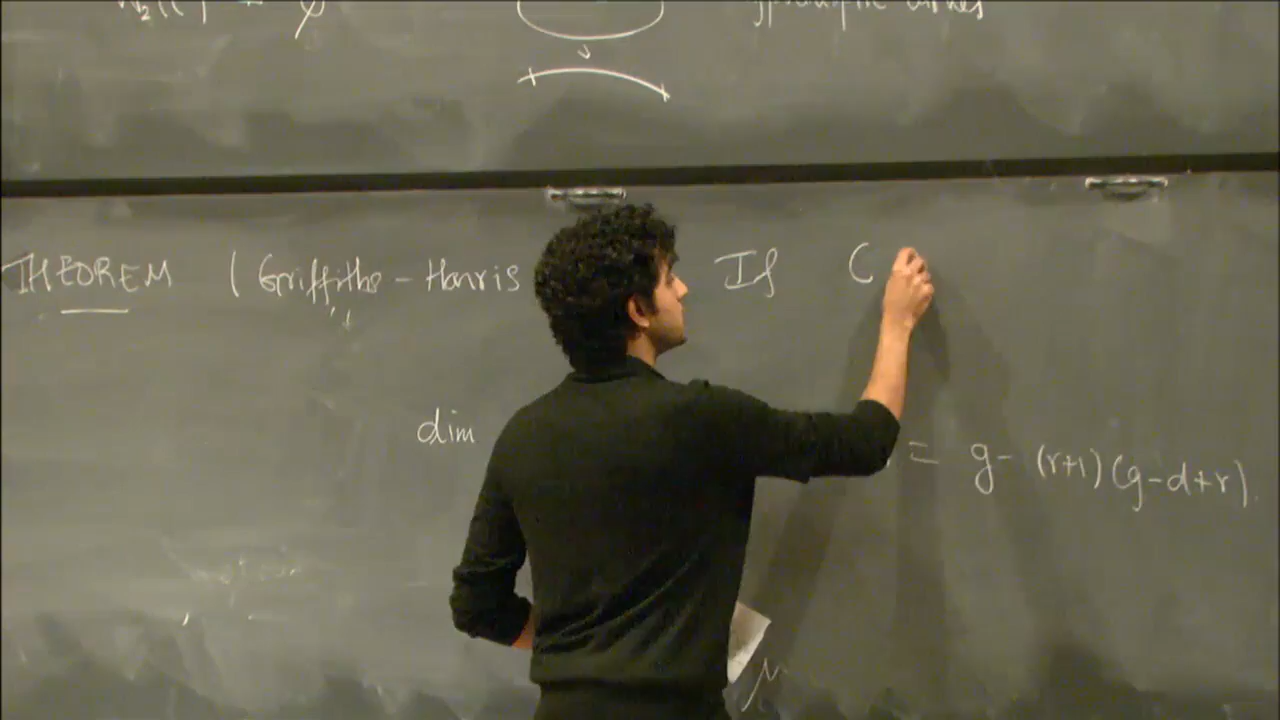 THEOREM (Griffiths - Harris If C
dim = g - (r+1)(g-d+r).